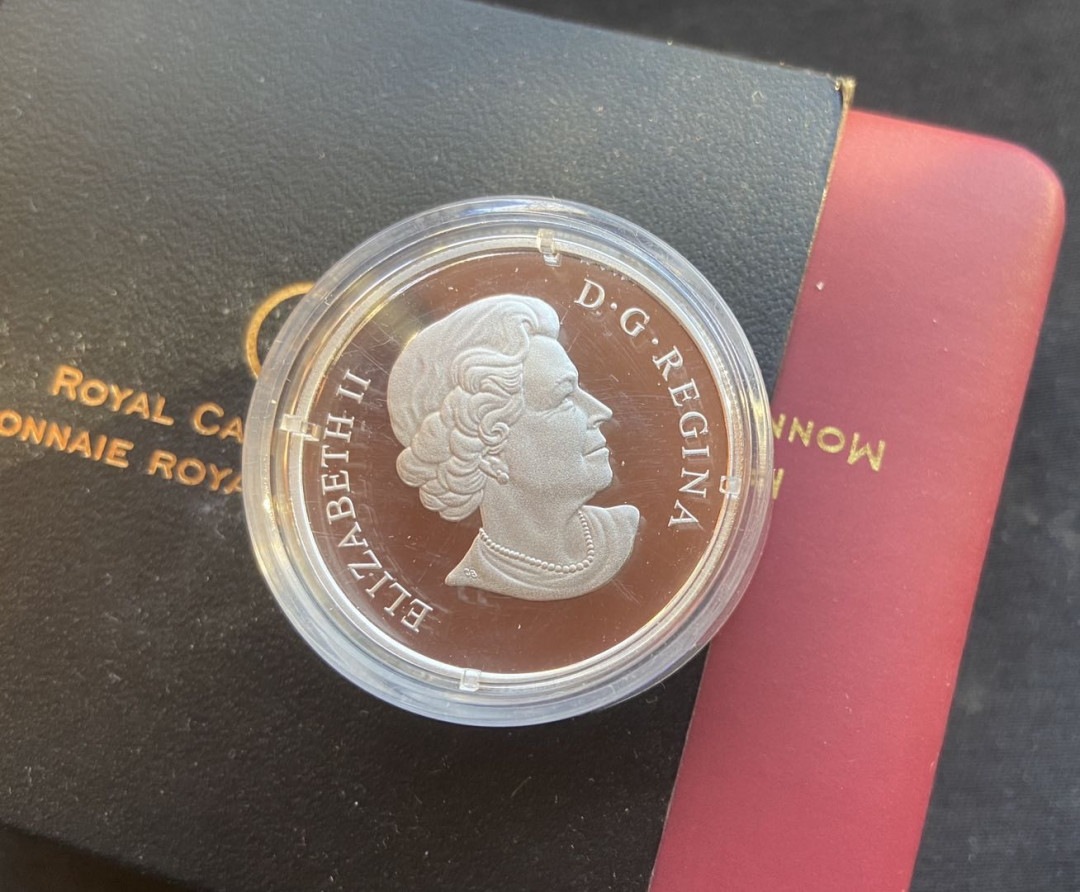 ROYAL CA
ONNAIE ROYA
ELIZABETH II
D·G·REGINA
MONN